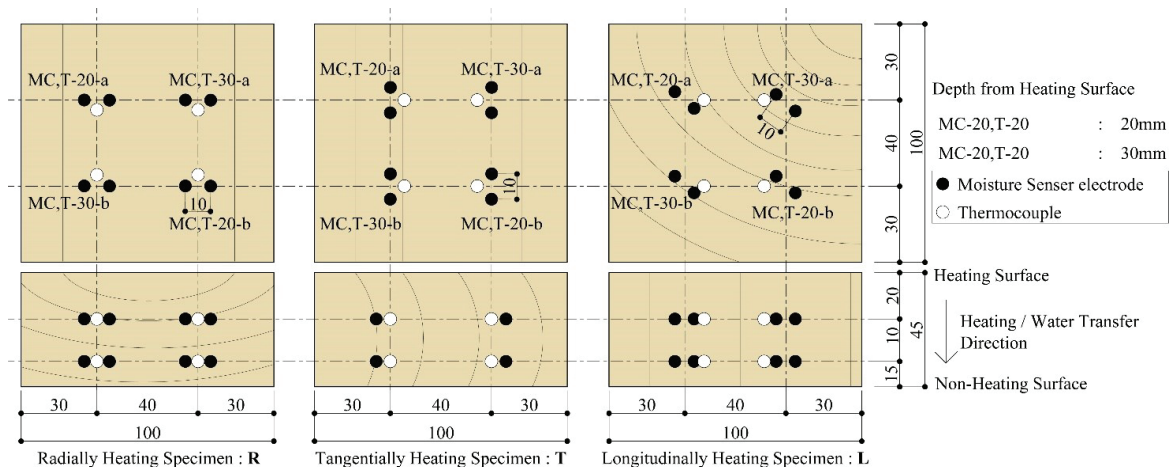 MC,T-20-a
MC,T-30-a
MC,T-30-b
10
MC,T-20-b
MC,T-20-a
MC,T-30-a
MC,T-30-b
10
MC,T-20-b
MC,T-20-a
MC,T-30-a
10
MC,T-30-b
MC,T-20-b
30
40
30
100
Depth from Heating Surface
MC-20,T-20 : 20mm
MC-20,T-20 : 30mm
Moisture Senser electrode
Thermocouple
20
10
15
45
Heating Surface
Heating / Water Transfer
Direction
Non-Heating Surface
30 40 30
100
30 40 30
100
30 40 30
100
Radially Heating Specimen : R
Tangentially Heating Specimen : T
Longitudinally Heating Specimen : L